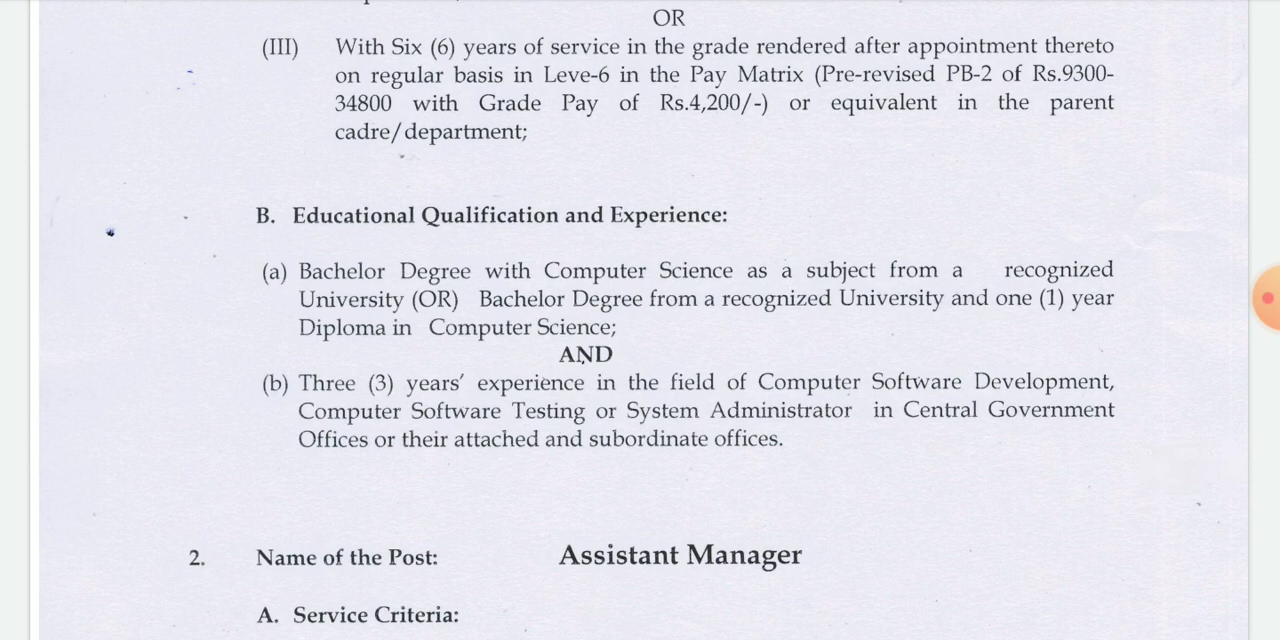 OR
(III) With Six (6) years of service in the grade rendered after appointment thereto
on regular basis in Leve-6 in the Pay Matrix (Pre-revised PB-2 of Rs.9300-
34800 with Grade Pay of Rs.4,200/-) or equivalent in the parent
cadre/department;
B. Educational Qualification and Experience:
(a) Bachelor Degree with Computer Science as a subject from a recognized
University (OR) Bachelor Degree from a recognized University and one (1) year
Diploma in Computer Science;
AND
(b) Three (3) years' experience in the field of Computer Software Development,
Computer Software Testing or System Administrator in Central Government
Offices or their attached and subordinate offices.
2. Name of the Post: Assistant Manager
A. Service Criteria: